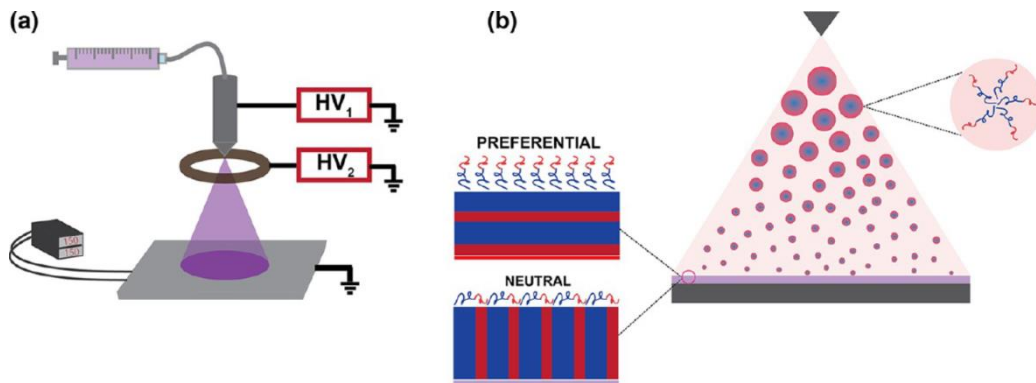 (a)
HV1
HV2
150
150
(b)
PREFERENTIAL
NEUTRAL